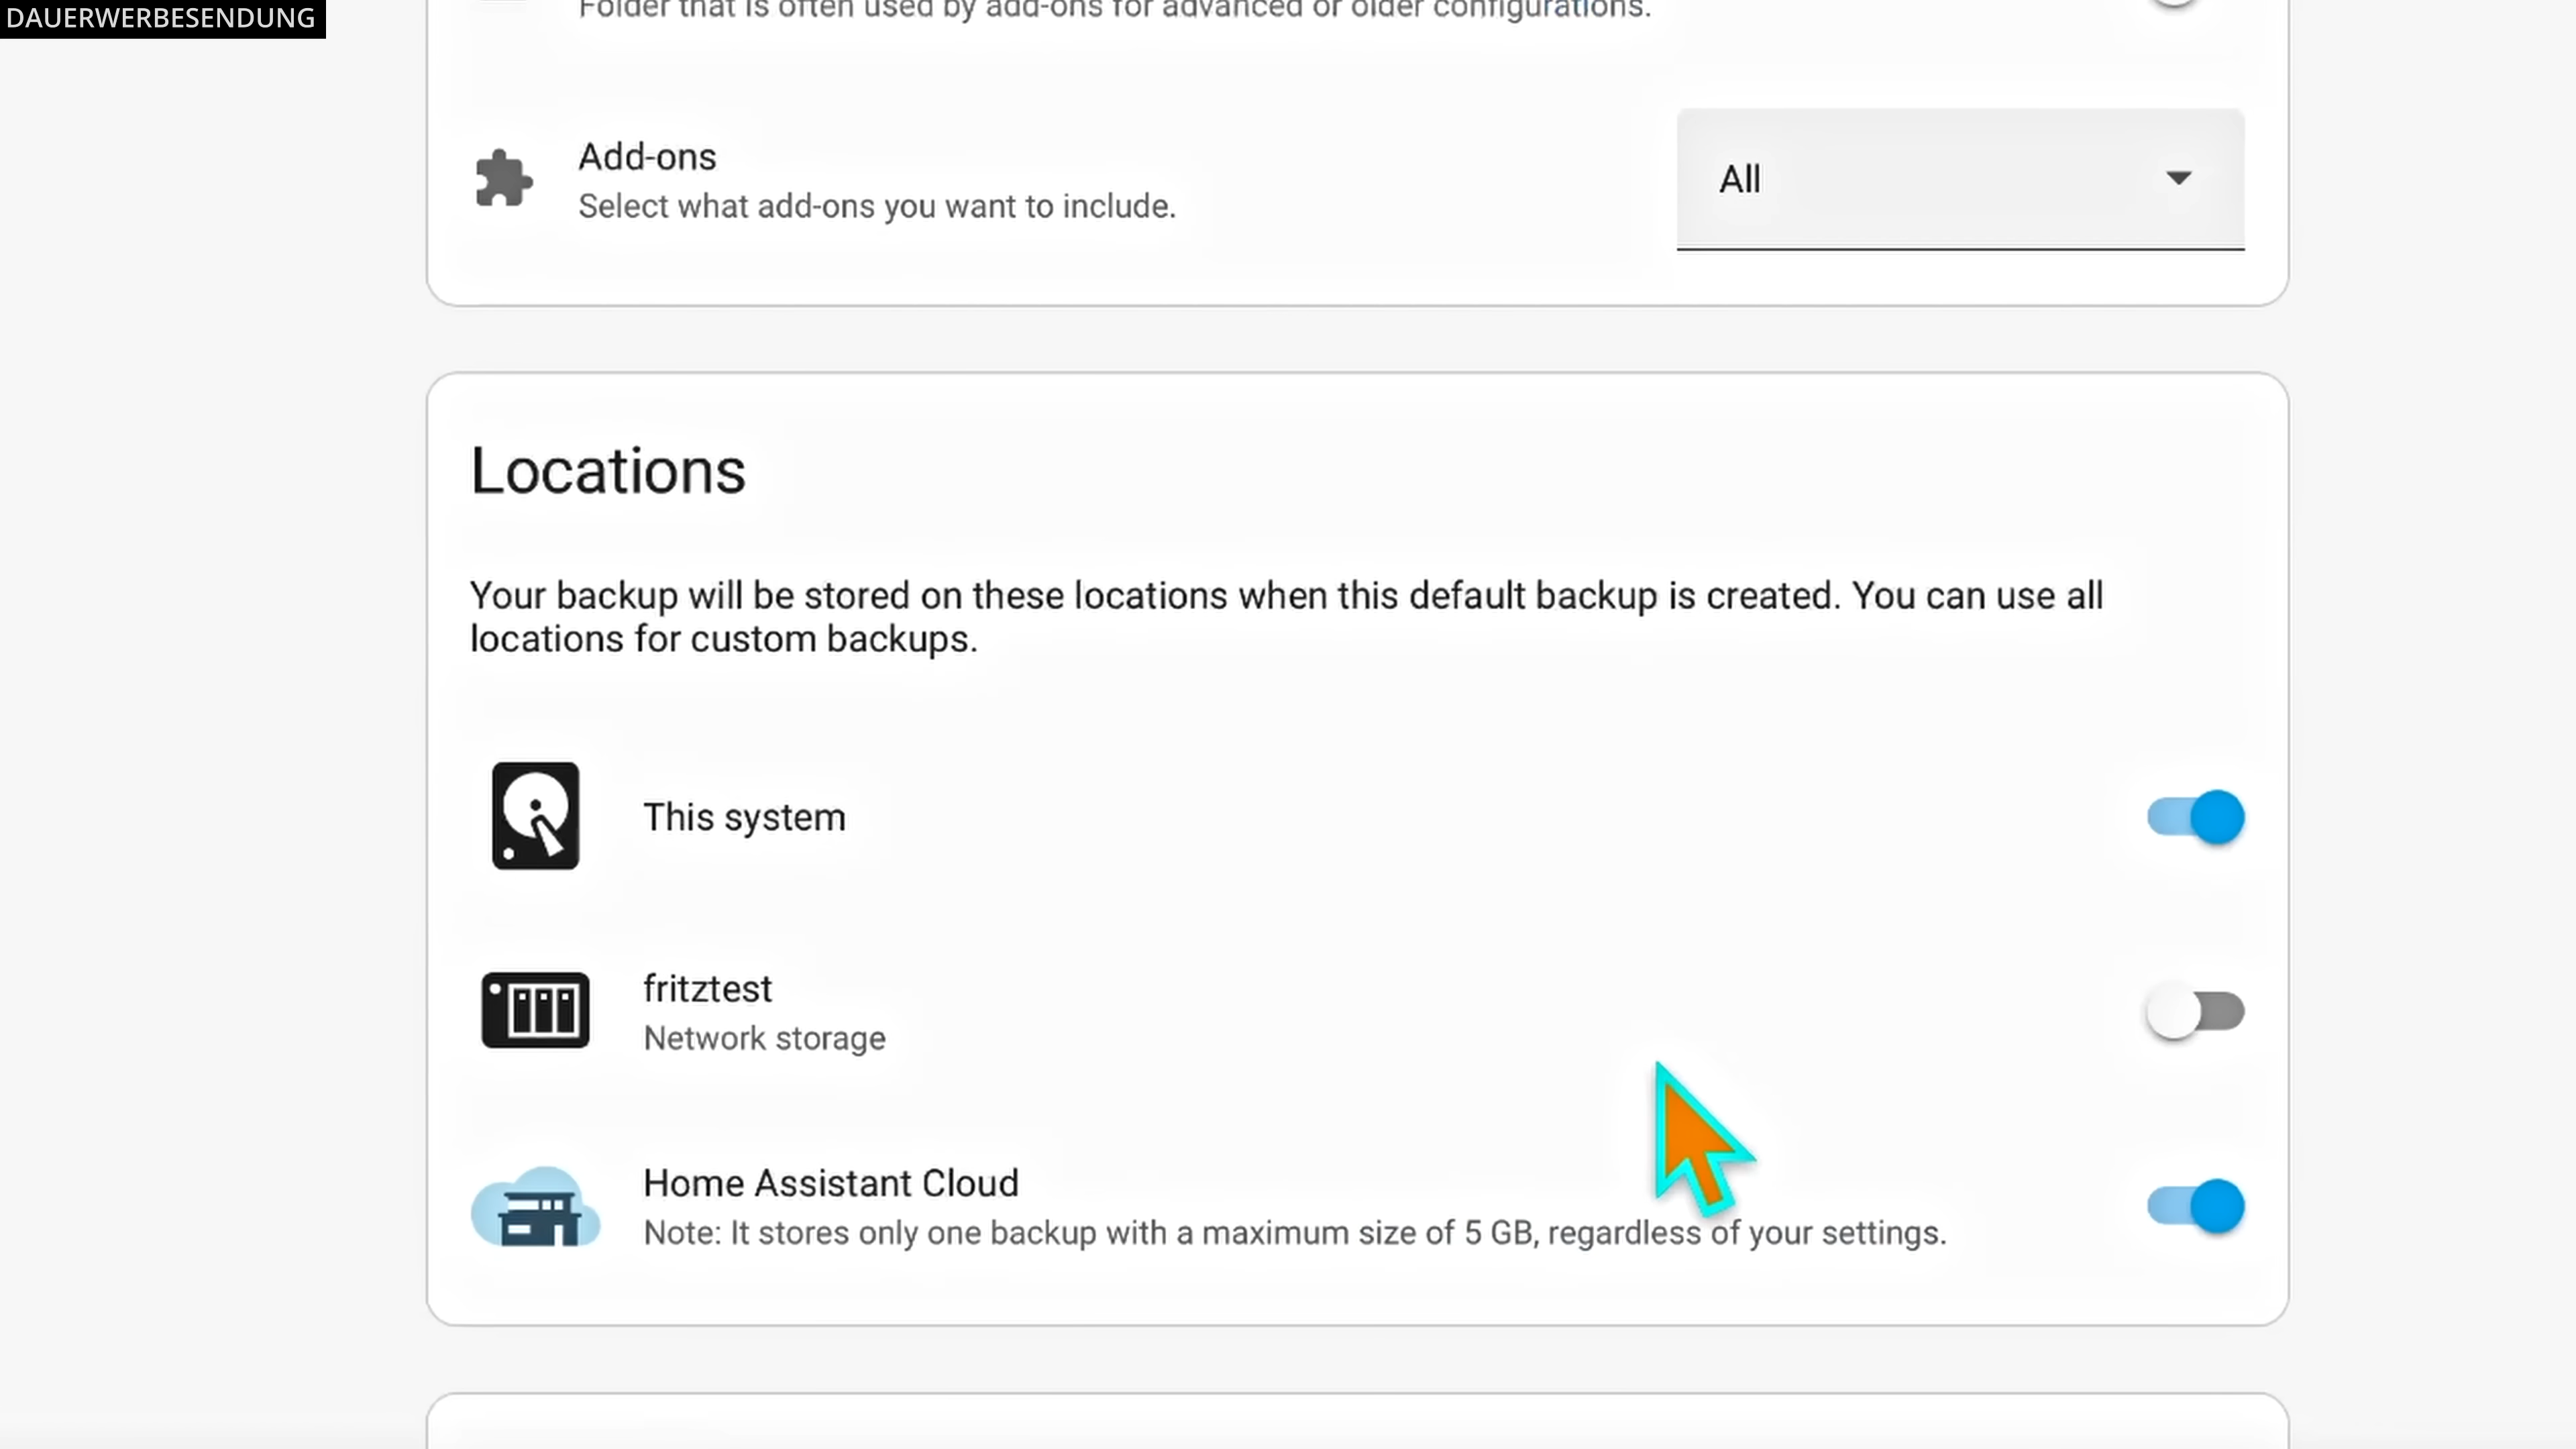 DAUERWERBESENDUNG
Folder that is often used by add-ons for advanced or older configurations.
Add-ons
Select what add-ons you want to include.
All
Locations
Your backup will be stored on these locations when this default backup is created. You can use all
locations for custom backups.
This system
fritztest
Network storage
Home Assistant Cloud
Note: It stores only one backup with a maximum size of 5 GB, regardless of your settings.